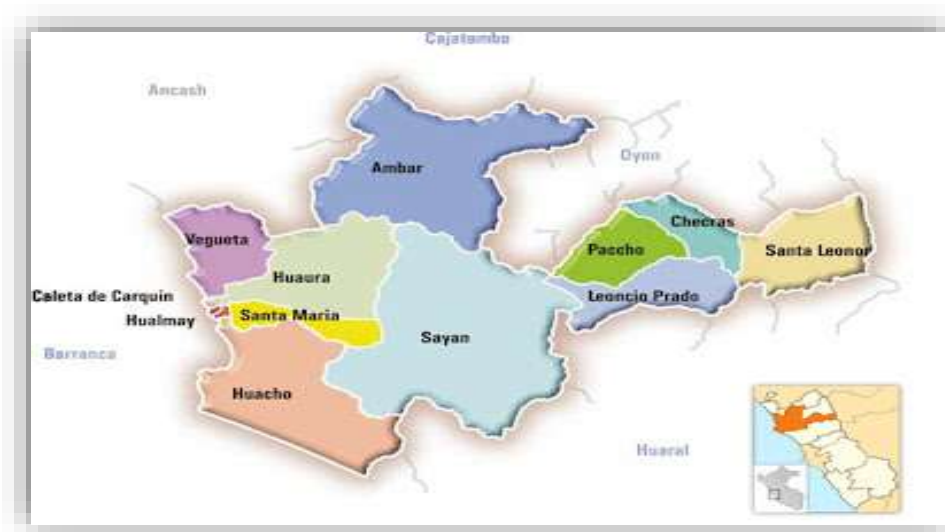 Cajatambo
Ancash
Ambar
Oyon
Checras
Vegueta
Paccho
Santa Leonor
Huaura
Caleta de Carquin
Leoncio Prado
Hualmay
Santa Maria
Sayan
Barranca
Huacho
Huaral